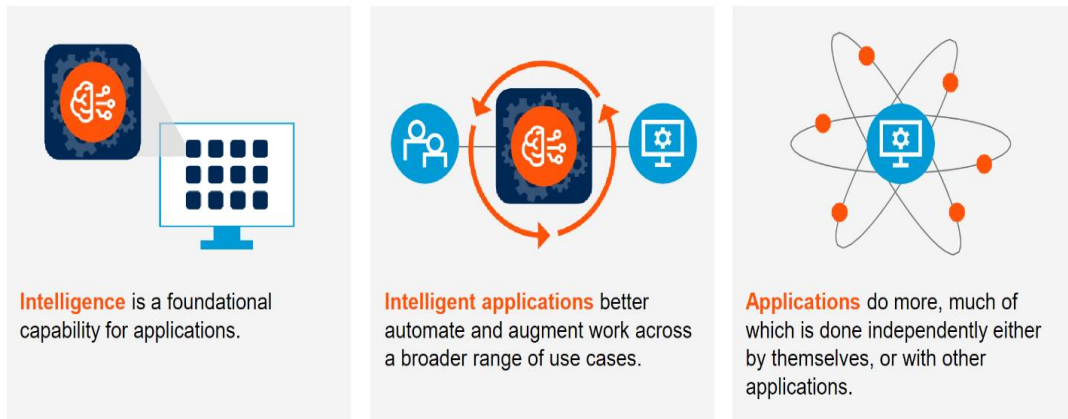 Intelligence is a foundational
capability for applications.
Intelligent applications better
automate and augment work across
a broader range of use cases.
Applications do more, much of
which is done independently either
by themselves, or with other
applications.